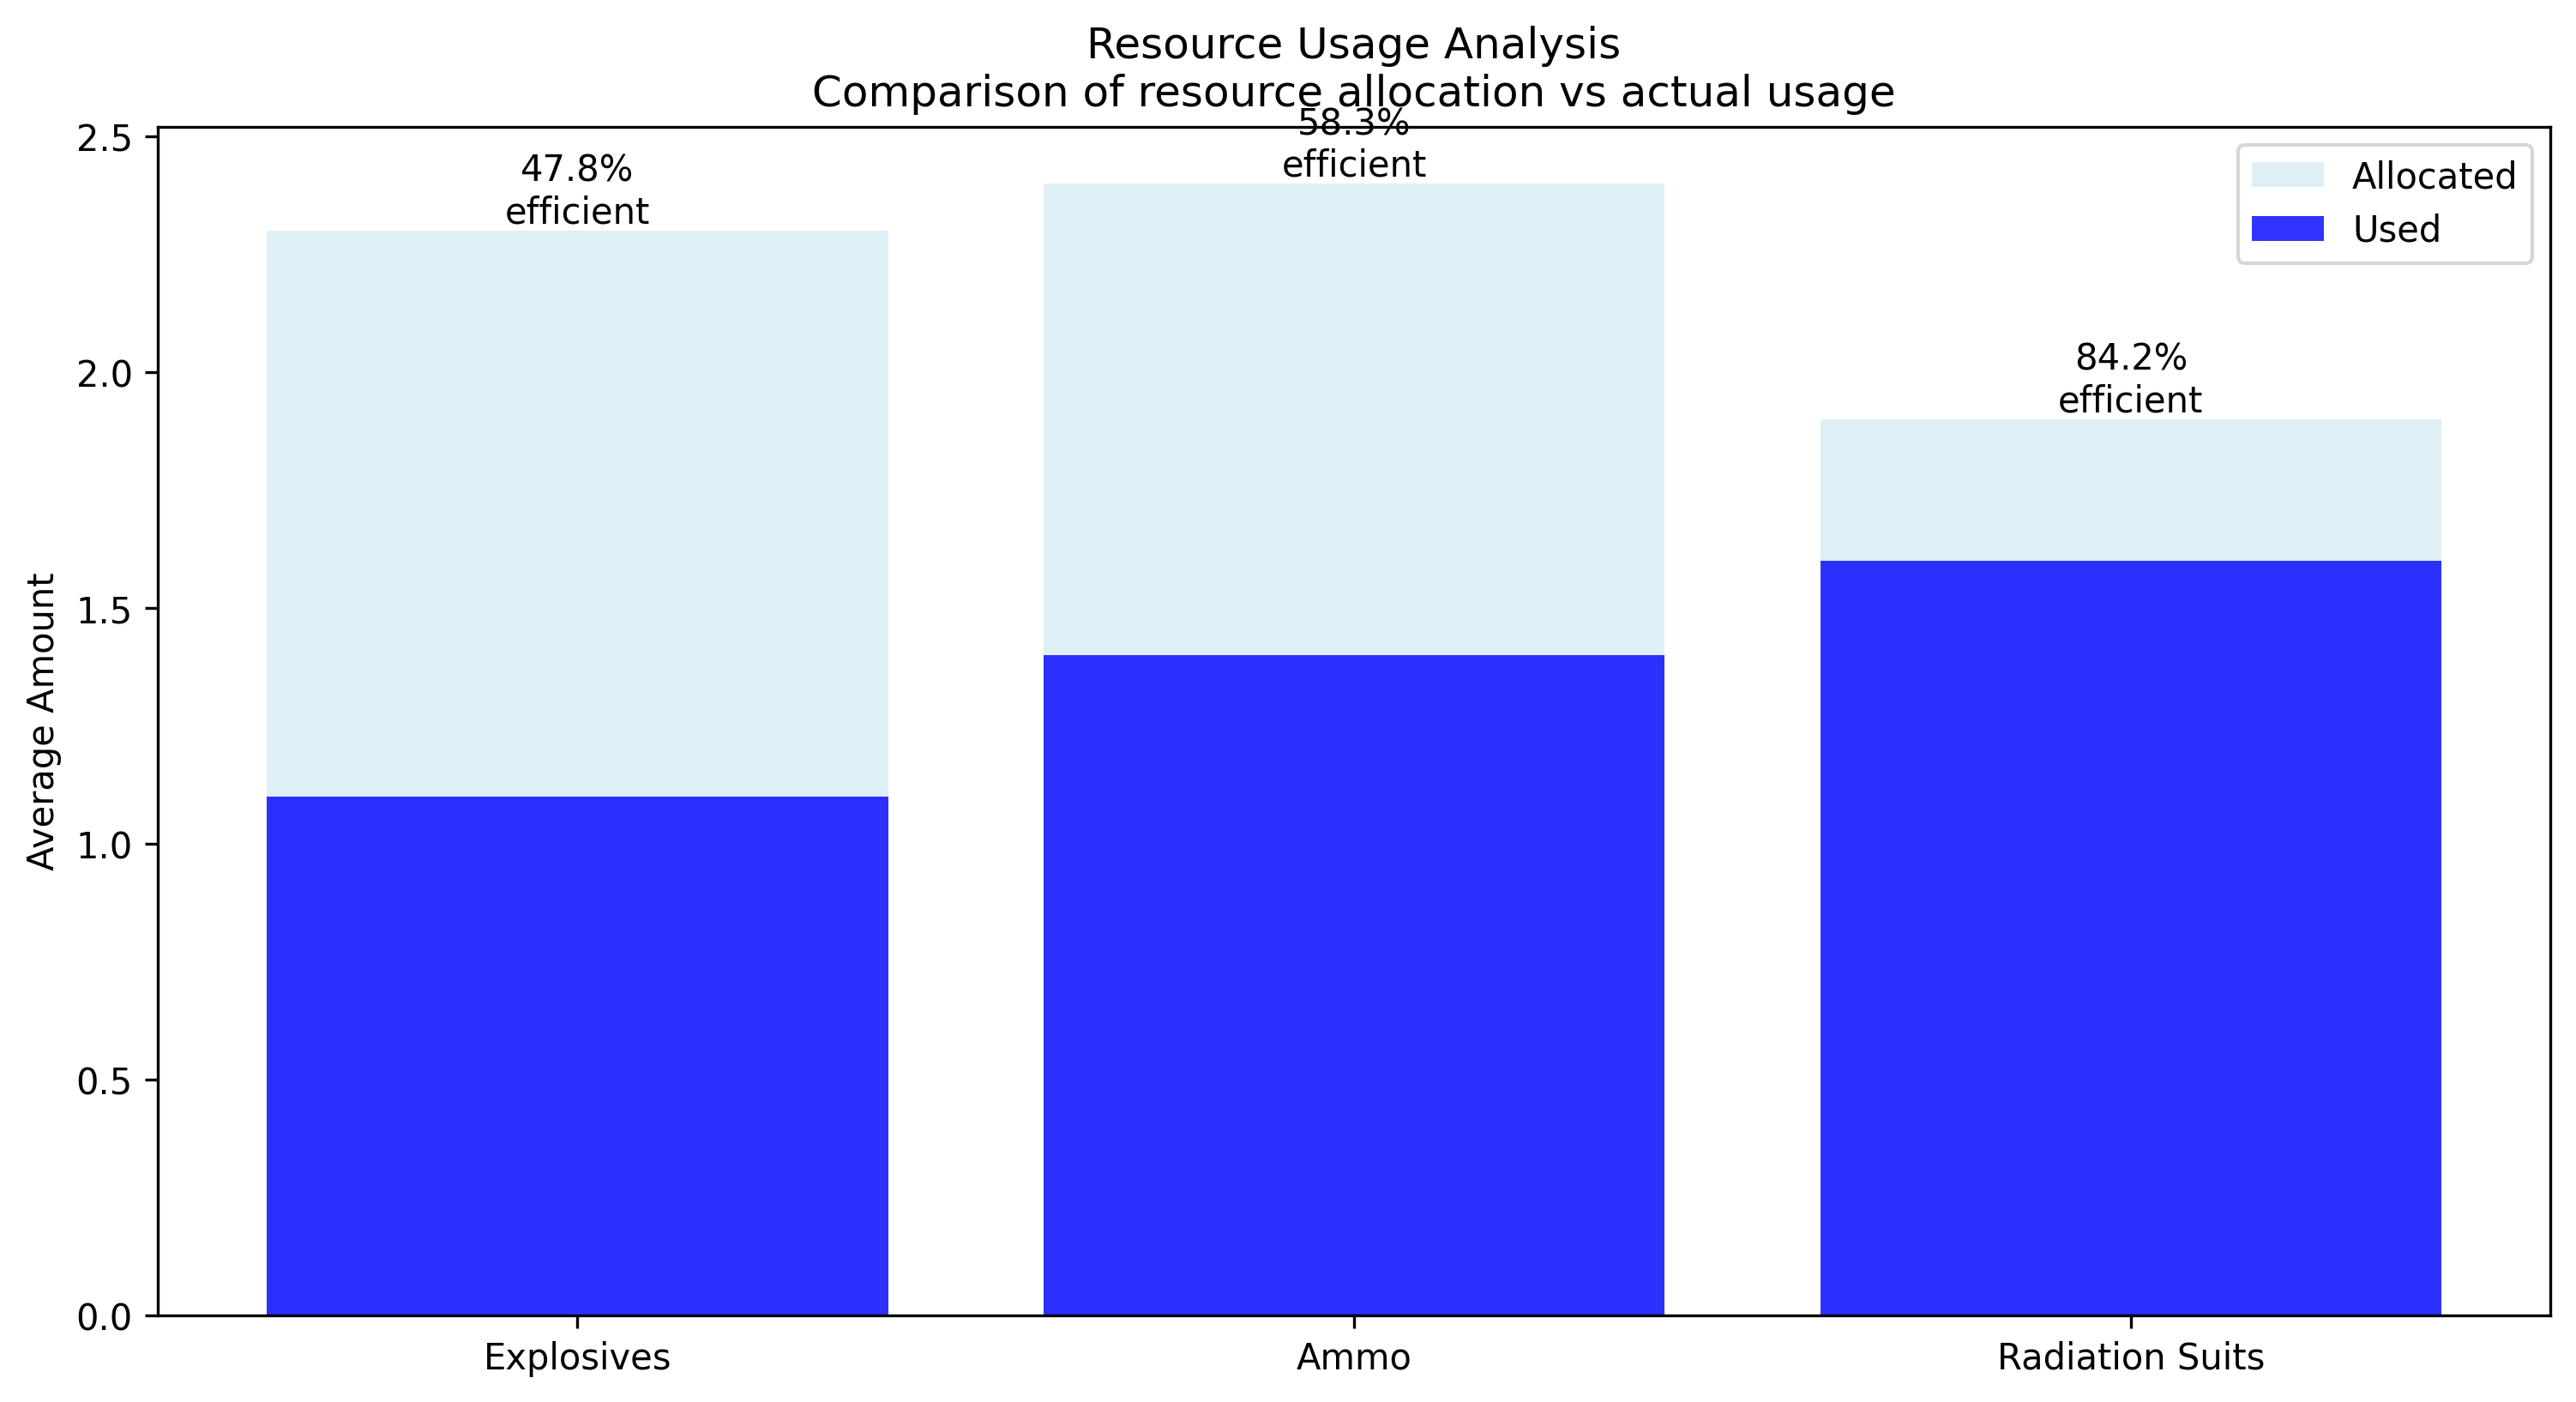 Resource Usage Analysis
Comparison of resource allocation vs actual usage
2.5
2.0
1.5
1.0
0.5
0.0
Average Amount
47.8%
efficient
58.3%
efficient
84.2%
efficient
Allocated
Used
Explosives
Ammo
Radiation Suits